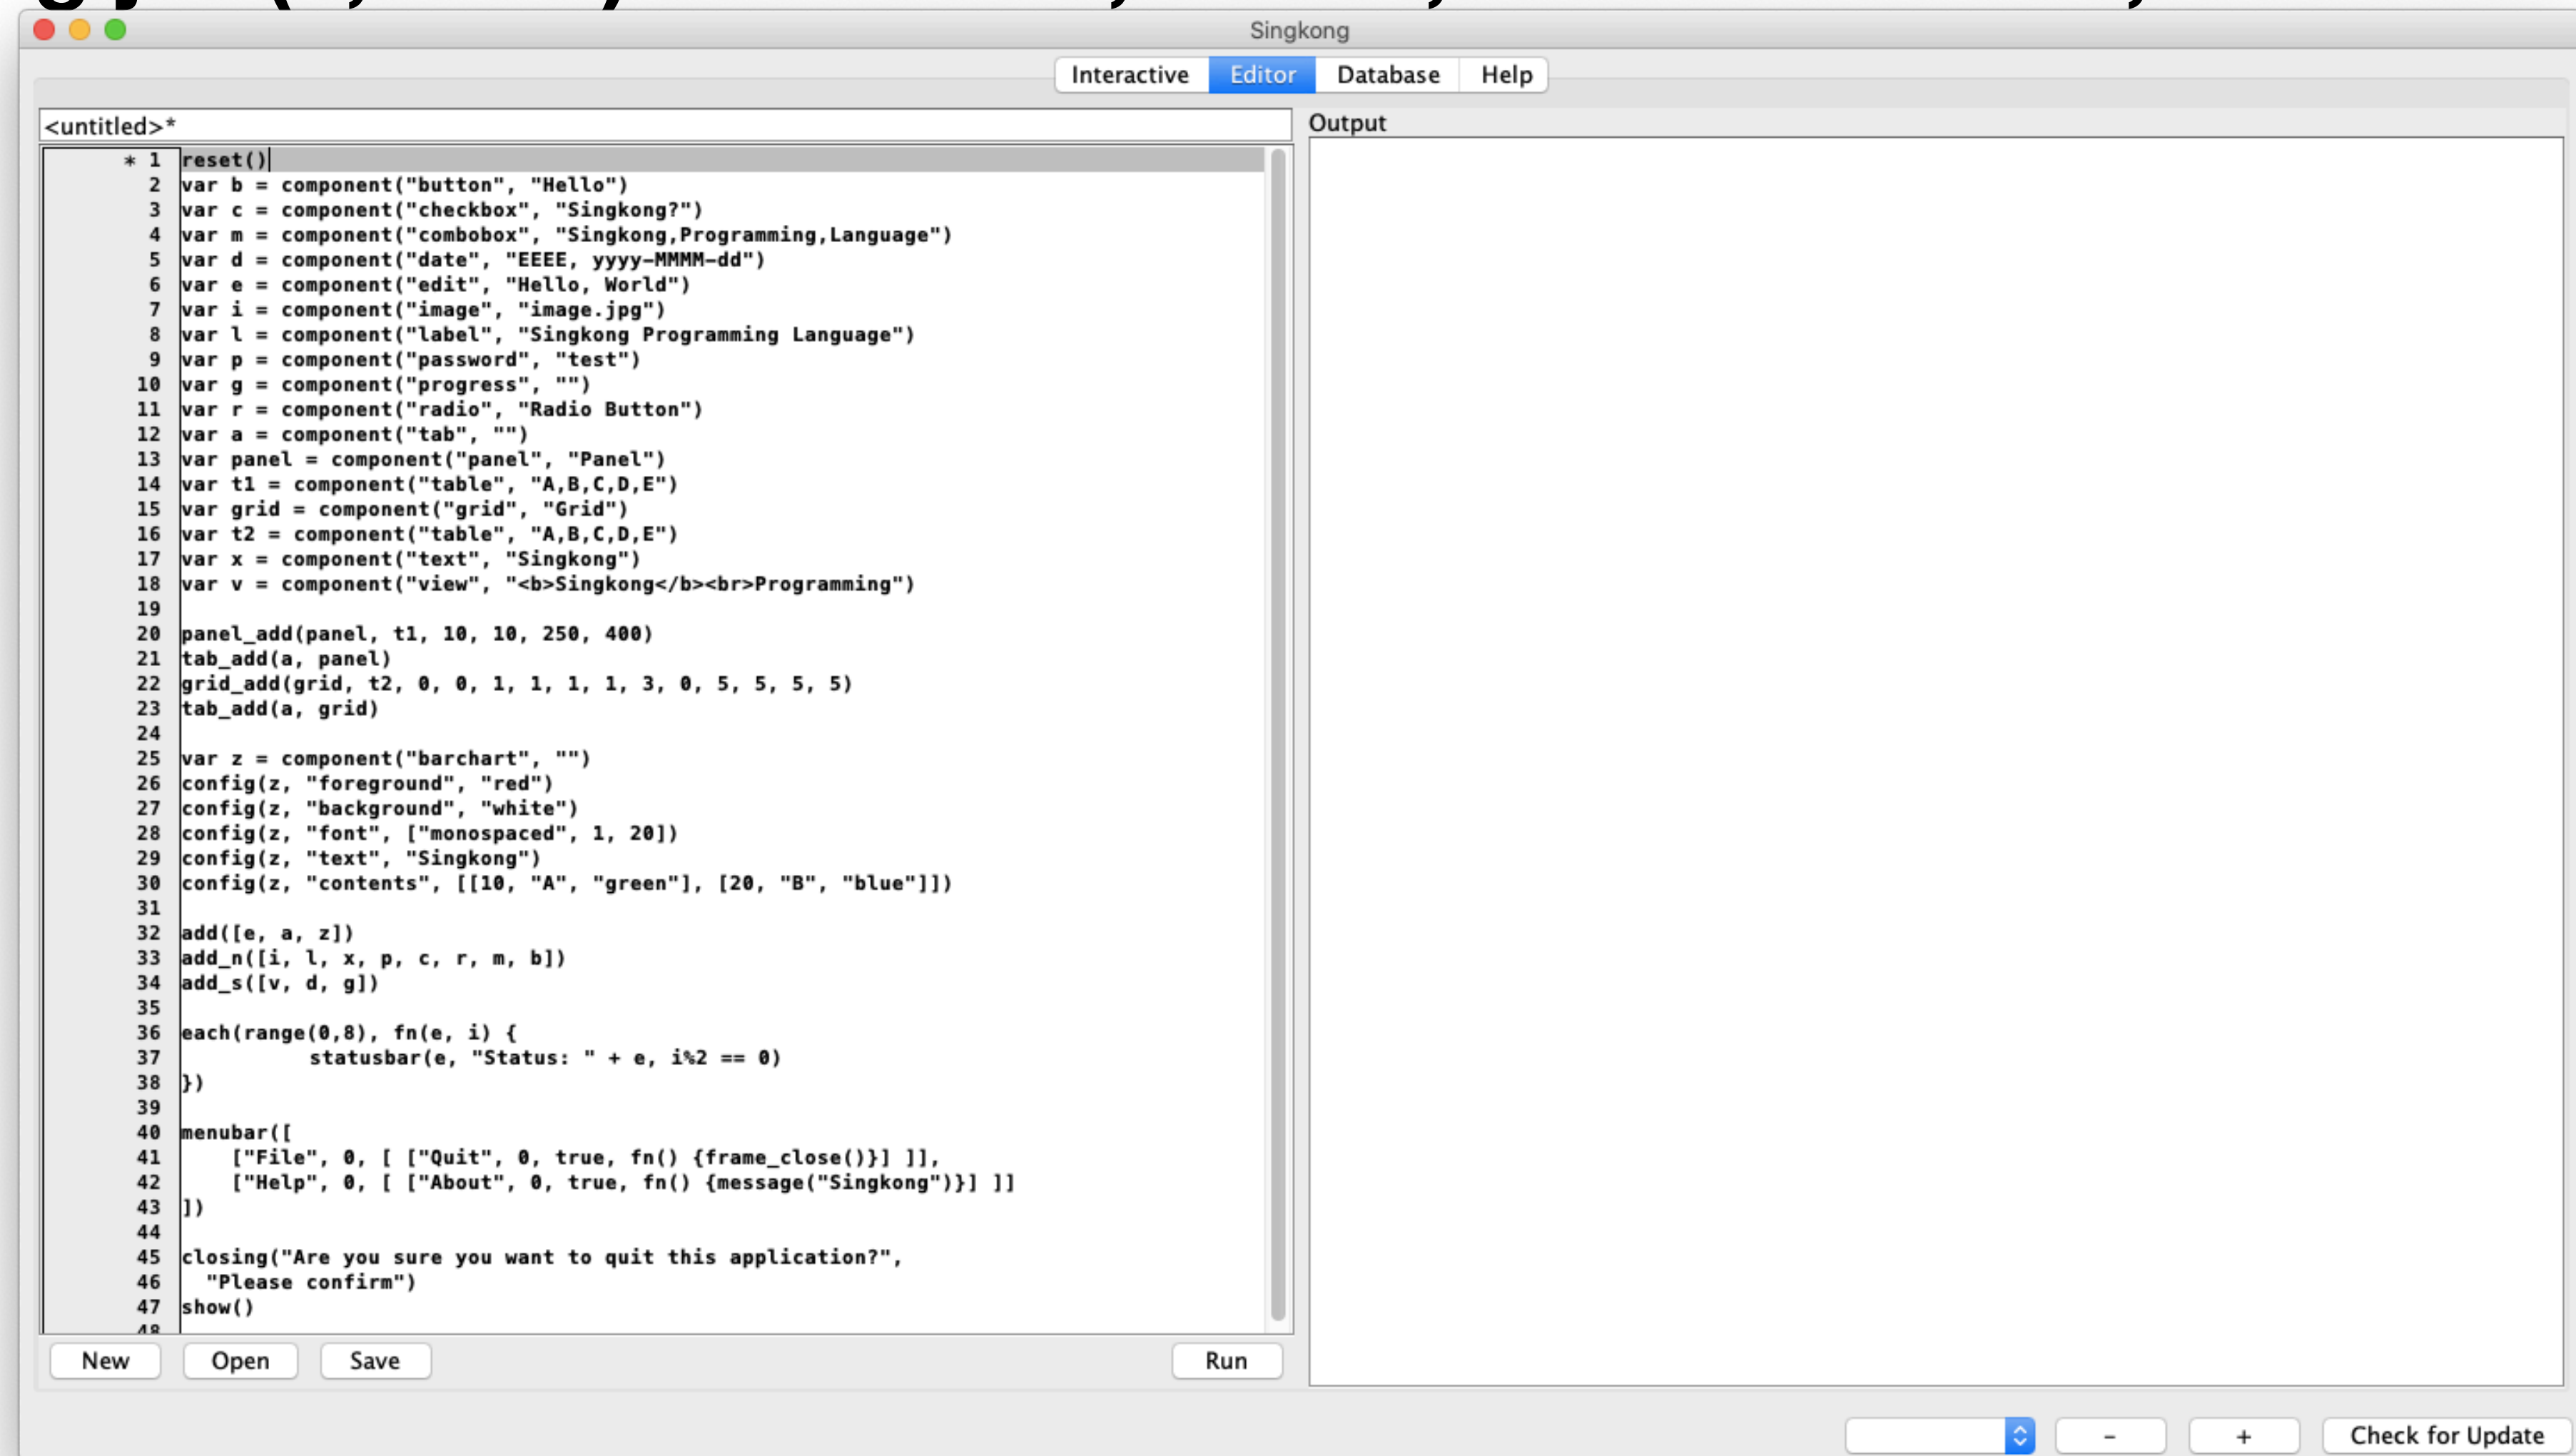 Singkong
Interactive Editor Database Help
<untitled>*
Output
* 1 reset()
2 var b = component("button", "Hello")
3 var c = component("checkbox", "Singkong?")
4 var m = component("combobox", "Singkong,Programming,Language")
5 var d = component("date", "EEEE, yyyy-MMMM-dd")
6 var e = component("edit", "Hello, World")
7 var i = component("image", "image.jpg")
8 var l = component("label", "Singkong Programming Language")
9 var p = component("password", "test")
10 var g = component("progress", "")
11 var r = component("radio", "Radio Button")
12 var a = component("tab", "")
13 var panel = component("panel", "Panel")
14 var t1 = component("table", "A,B,C,D,E")
15 var grid = component("grid", "Grid")
16 var t2 = component("table", "A,B,C,D,E")
17 var x = component("text", "Singkong")
18 var v = component("view", "<b>Singkong</b><br>Programming")
19
20 panel_add(panel, t1, 10, 10, 250, 400)
21 tab_add(a, panel)
22 grid_add(grid, t2, 0, 0, 1, 1, 1, 1, 3, 0, 5, 5, 5, 5)
23 tab_add(a, grid)
24
25 var z = component("barchart", "")
26 config(z, "foreground", "red")
27 config(z, "background", "white")
28 config(z, "font", ["monospaced", 1, 20])
29 config(z, "text", "Singkong")
30 config(z, "contents", [[10, "A", "green"], [20, "B", "blue"]])
31
32 add([e, a, z])
33 add_n([i, l, x, p, c, r, m, b])
34 add_s([v, d, g])
35
36 each(range(0,8), fn(e, i) {
37 statusbar(e, "Status: " + e, i%2 == 0)
38 })
39
40 menubar([
41 ["File", 0, [ ["Quit", 0, true, fn() {frame_close()}] ]],
42 ["Help", 0, [ ["About", 0, true, fn() {message("Singkong")}] ]]
43 ])
44
45 closing("Are you sure you want to quit this application?",
46 "Please confirm")
47 show()
48
New Open Save Run
- + Check for Update